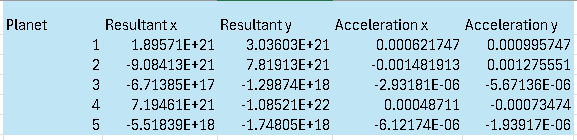 Planet Resultant x Resultant y Acceleration x Acceleration y
1 1.89571E+21 3.03603E+21 0.000621747 0.000995747
2 -9.08413E+21 7.81913E+21 -0.001481913 0.001275551
3 -6.71385E+17 -1.29874E+18 -2.93181E-06 -5.67136E-06
4 7.19461E+21 -1.08521E+22 0.00048711 -0.00073474
5 -5.51839E+18 -1.74805E+18 -6.12174E-06 -1.93917E-06